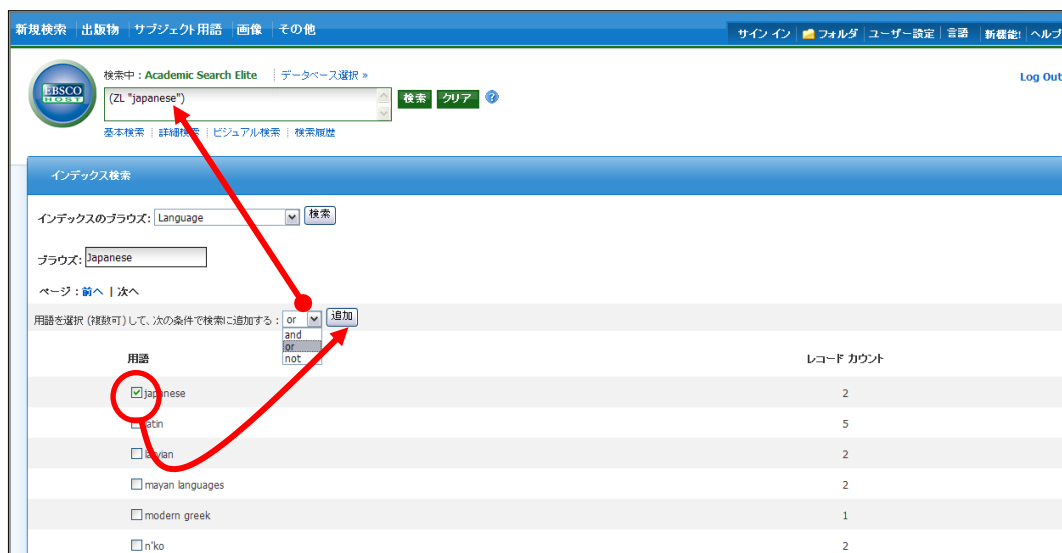 新規検索 出版物 サブジェクト用語 画像 その他
サイン イン フォルダ ユーザー設定 言語 新機能! ヘルプ
EBSCO HOST
検索中 : Academic Search Elite データベース選択 »
Log Out
(ZL "japanese")
検索 クリア ?
基本検索 詳細検索 ビジュアル検索 検索履歴
インデックス検索
インデックスのブラウズ: Language 検索
ブラウズ: Japanese
ページ : 前へ | 次へ
用語を選択 (複数可) して、次の条件で検索に追加する : or 追加
and
or
not
用語 レコード カウント
japanese 2
latin 5
latvian 2
mayan languages 2
modern greek 1
n'ko 2